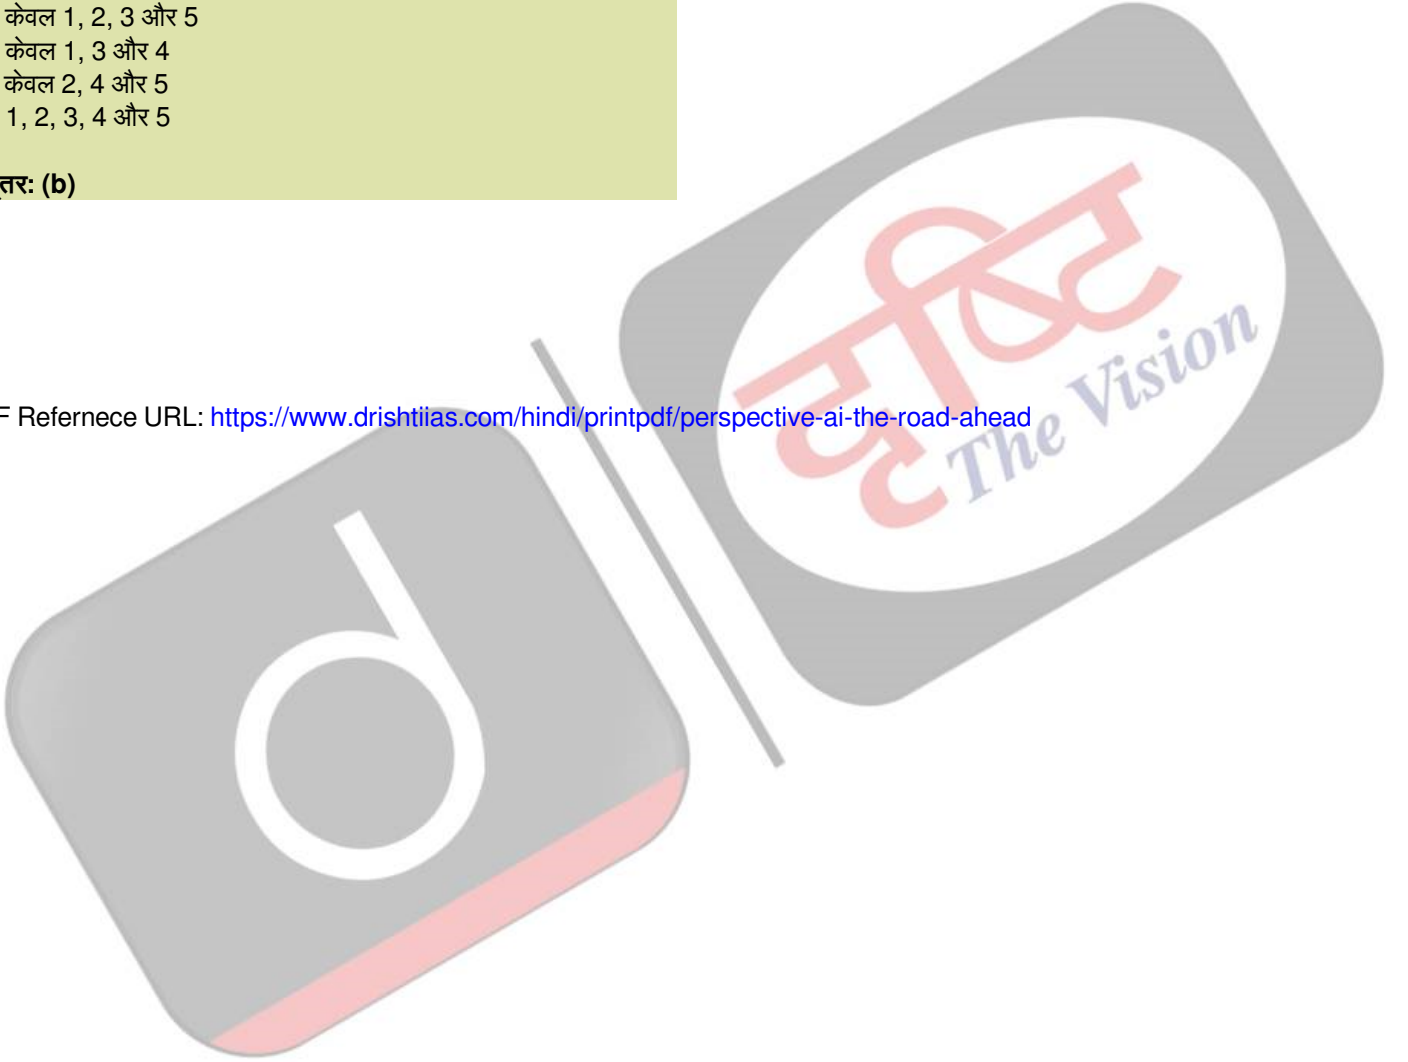 केवल 1, 2, 3 और 5
केवल 1, 3 और 4
केवल 2, 4 और 5
1, 2, 3, 4 और 5
तर: (b)
F Refernece URL: https://www.drishtiias.com/hindi/printpdf/perspective-ai-the-road-ahead
दृष्टि
The Vision
d